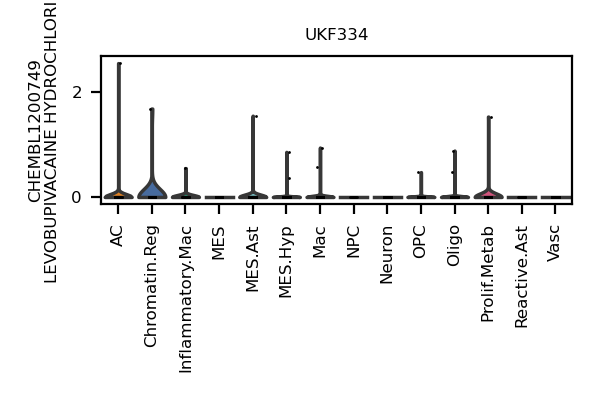 UKF334
CHEMBL1200749
LEVOBUPIVACAINE HYDROCHLORI
2
0
AC
Chromatin.Reg
Inflammatory.Mac
MES
MES.Ast
MES.Hyp
Mac
NPC
Neuron
OPC
Oligo
Prolif.Metab
Reactive.Ast
Vasc